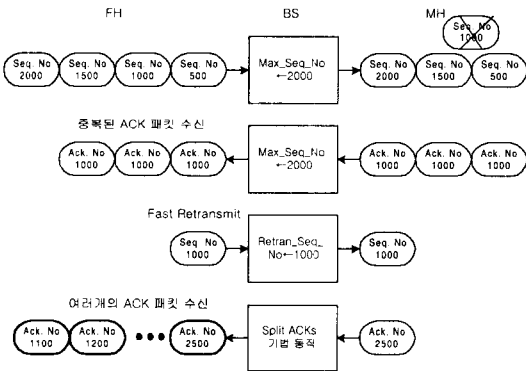 FH BS MH
Seq. No
1000
Seq. No Seq. No Seq. No Seq. No
2000 1500 1000 500
Max_Seq_No
←2000
Seq. No Seq. No Seq. No
2000 1500 500
중복된 ACK 패킷 수신
Ack. No Ack. No Ack. No
1000 1000 1000
Max_Seq_No
←2000
Ack. No Ack. No Ack. No
1000 1000 1000
Fast Retransmit
Seq. No
1000
Retran_Seq_
No←1000
Seq. No
1000
여러개의 ACK 패킷 수신
Ack. No Ack. No Ack. No
1100 1200 ●●● 2500
Split ACKs
기법 동작
Ack. No
2500